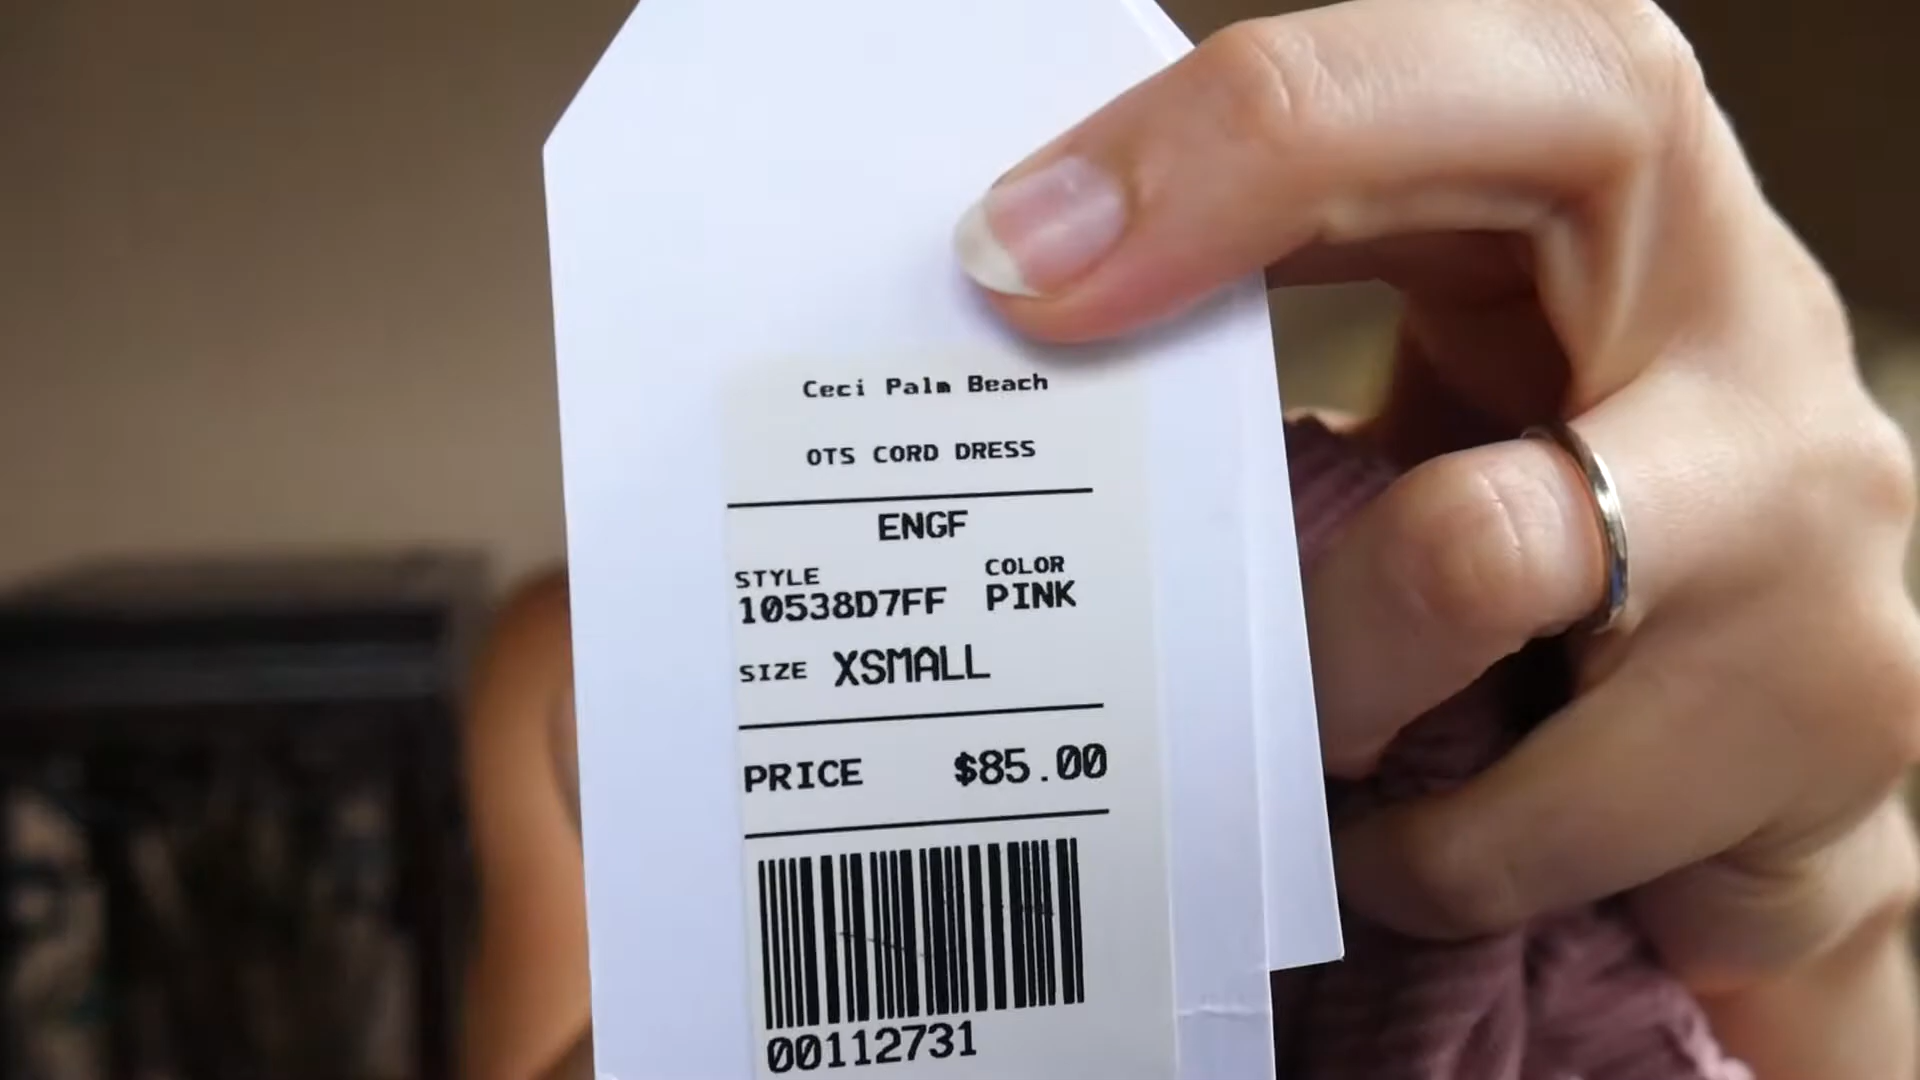 Ceci Palm Beach
OTS CORD DRESS
ENGF
STYLE COLOR
10538D7FF PINK
SIZE XSMALL
PRICE $85.00
00112731